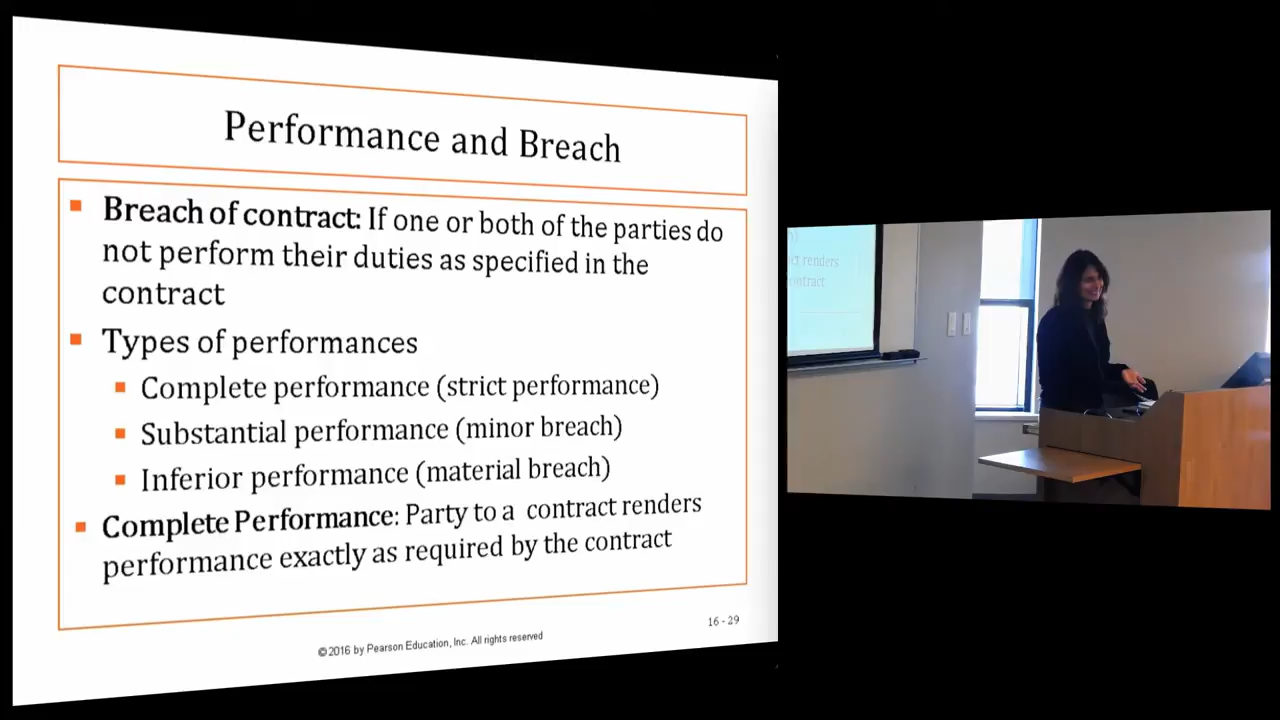 Performance and Breach
Breach of contract: If one or both of the parties do
not perform their duties as specified in the
contract
Types of performances
Complete performance (strict performance)
Substantial performance (minor breach)
Inferior performance (material breach)
Complete Performance: Party to a contract renders
performance exactly as required by the contract
16 - 29
©2016 by Pearson Education, Inc. All rights reserved
ct renders
ontract